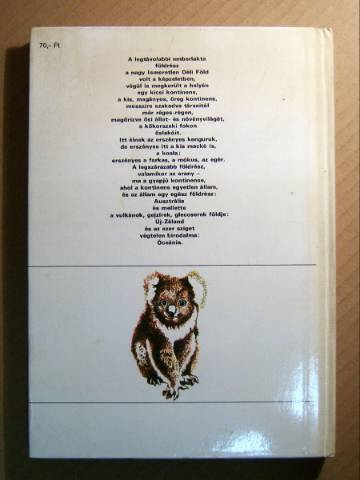 70,- Ft
A legtávolabbi emberlakta
földrész
a nagy Ismeretlen Déli Föld
volt a képzeletben,
végül is megkerült a helyén
egy kicsi kontinens,
a kis, magányos, öreg kontinens,
messzire szakadva társaitól
már réges-régen,
megőrizve ősi állat- és növényvilágát,
a kőkorszaki fokon
élőket.
Itt élnek az erszényes kenguruk,
de erszényes itt a kis mackó is,
a koala:
erszényes a farkas, a mókus, az egér.
A legszárazabb földrész,
valamikor az arany –
ma a gyapjú kontinense,
ahol a kontinens egyetlen állam,
és az állam egy egész földrész:
Ausztrália
és mellette
a vulkánok, gejzírek, gleccserek földje:
Új-Zéland
és az ezer sziget
végtelen birodalma:
Óceánia.